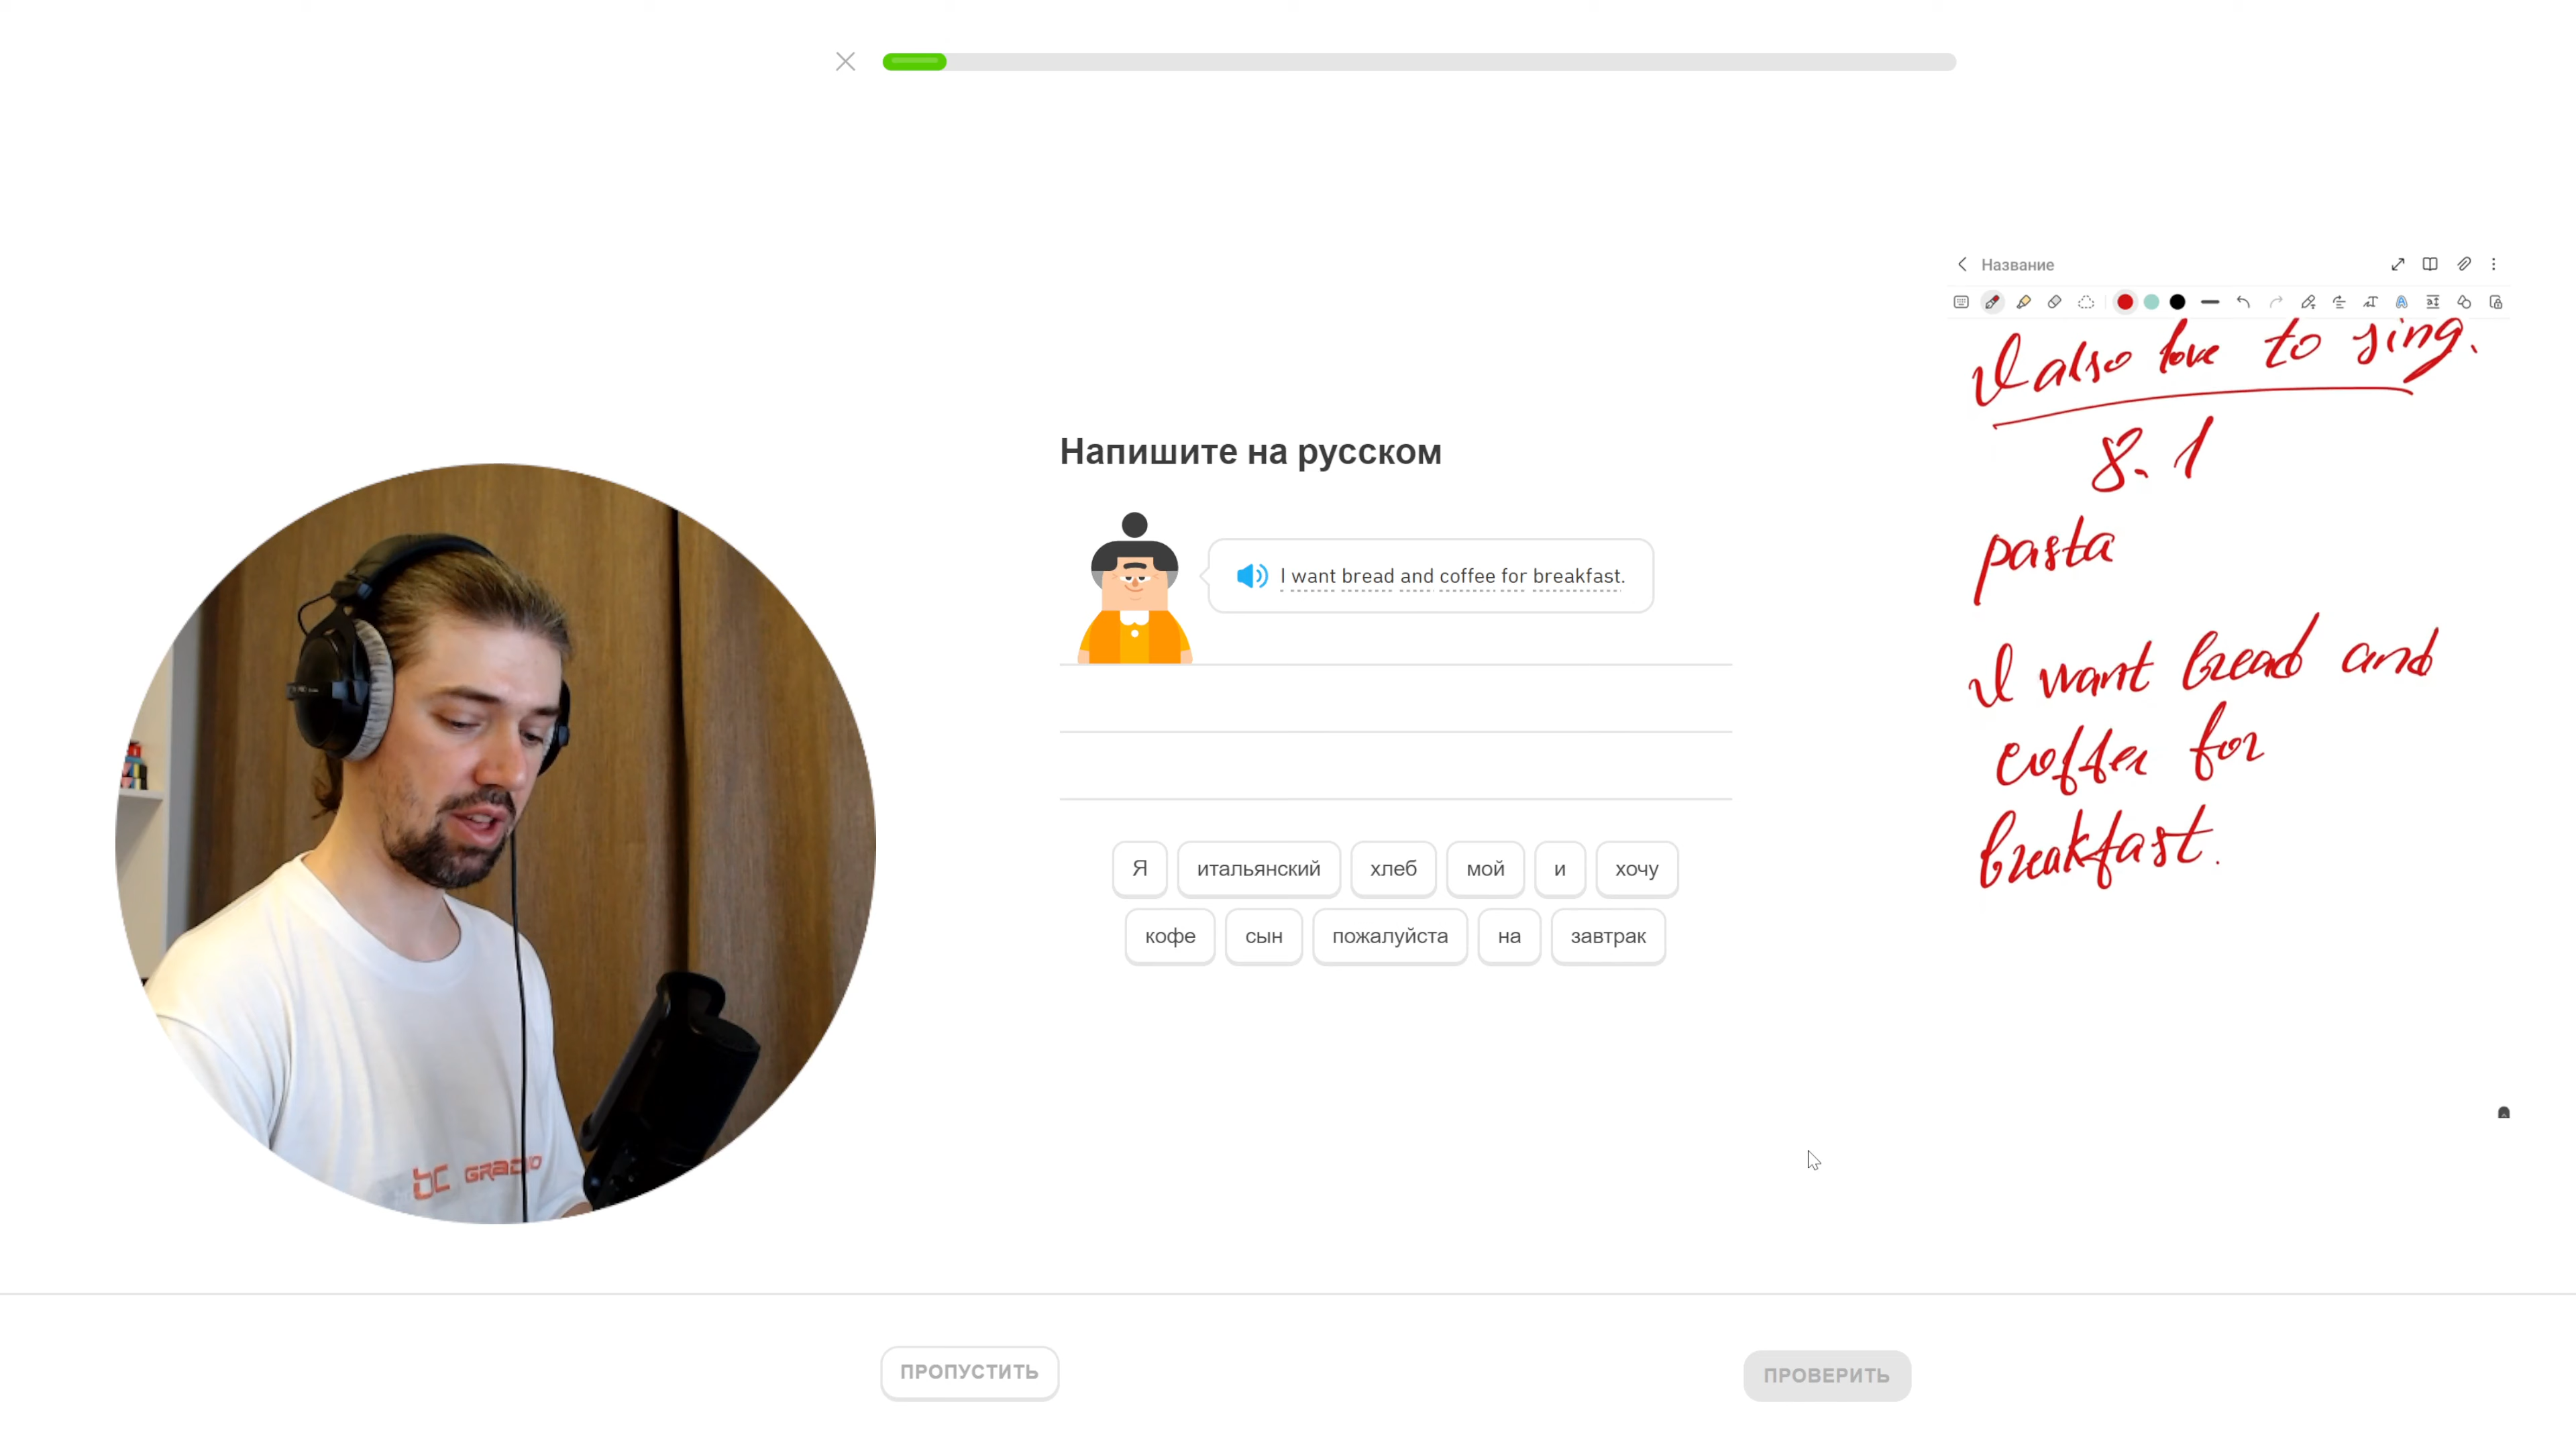 Напишите на русском
I want bread and coffee for breakfast.
Я итальянский хлеб мой и хочу
кофе сын пожалуйста на завтрак
ПРОПУСТИТЬ
ПРОВЕРИТЬ
Название
I also love to sing.
8.1
pasta
I want bread and
coffee for
breakfast.